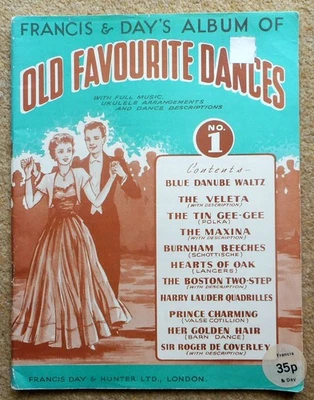 FRANCIS & DAY'S ALBUM OF
OLD FAVOURITE DANCES
WITH FULL MUSIC,
UKULELE ARRANGEMENTS
AND DANCE DESCRIPTIONS
NO.
1
Contents—
BLUE DANUBE WALTZ
THE VELETA
(WITH DESCRIPTION)
THE TIN GEE-GEE
(POLKA)
THE MAXINA
(WITH DESCRIPTION)
BURNHAM BEECHES
(SCHOTTISCHE)
HEARTS OF OAK
(LANCERS)
THE BOSTON TWO-STEP
(WITH DESCRIPTION)
HARRY LAUDER QUADRILLES
PRINCE CHARMING
(VALSE COTILLION)
HER GOLDEN HAIR
(BARN DANCE)
SIR ROGER DE COVERLEY
(WITH DESCRIPTION)
Francis
35p
& Day
FRANCIS DAY & HUNTER LTD., LONDON.